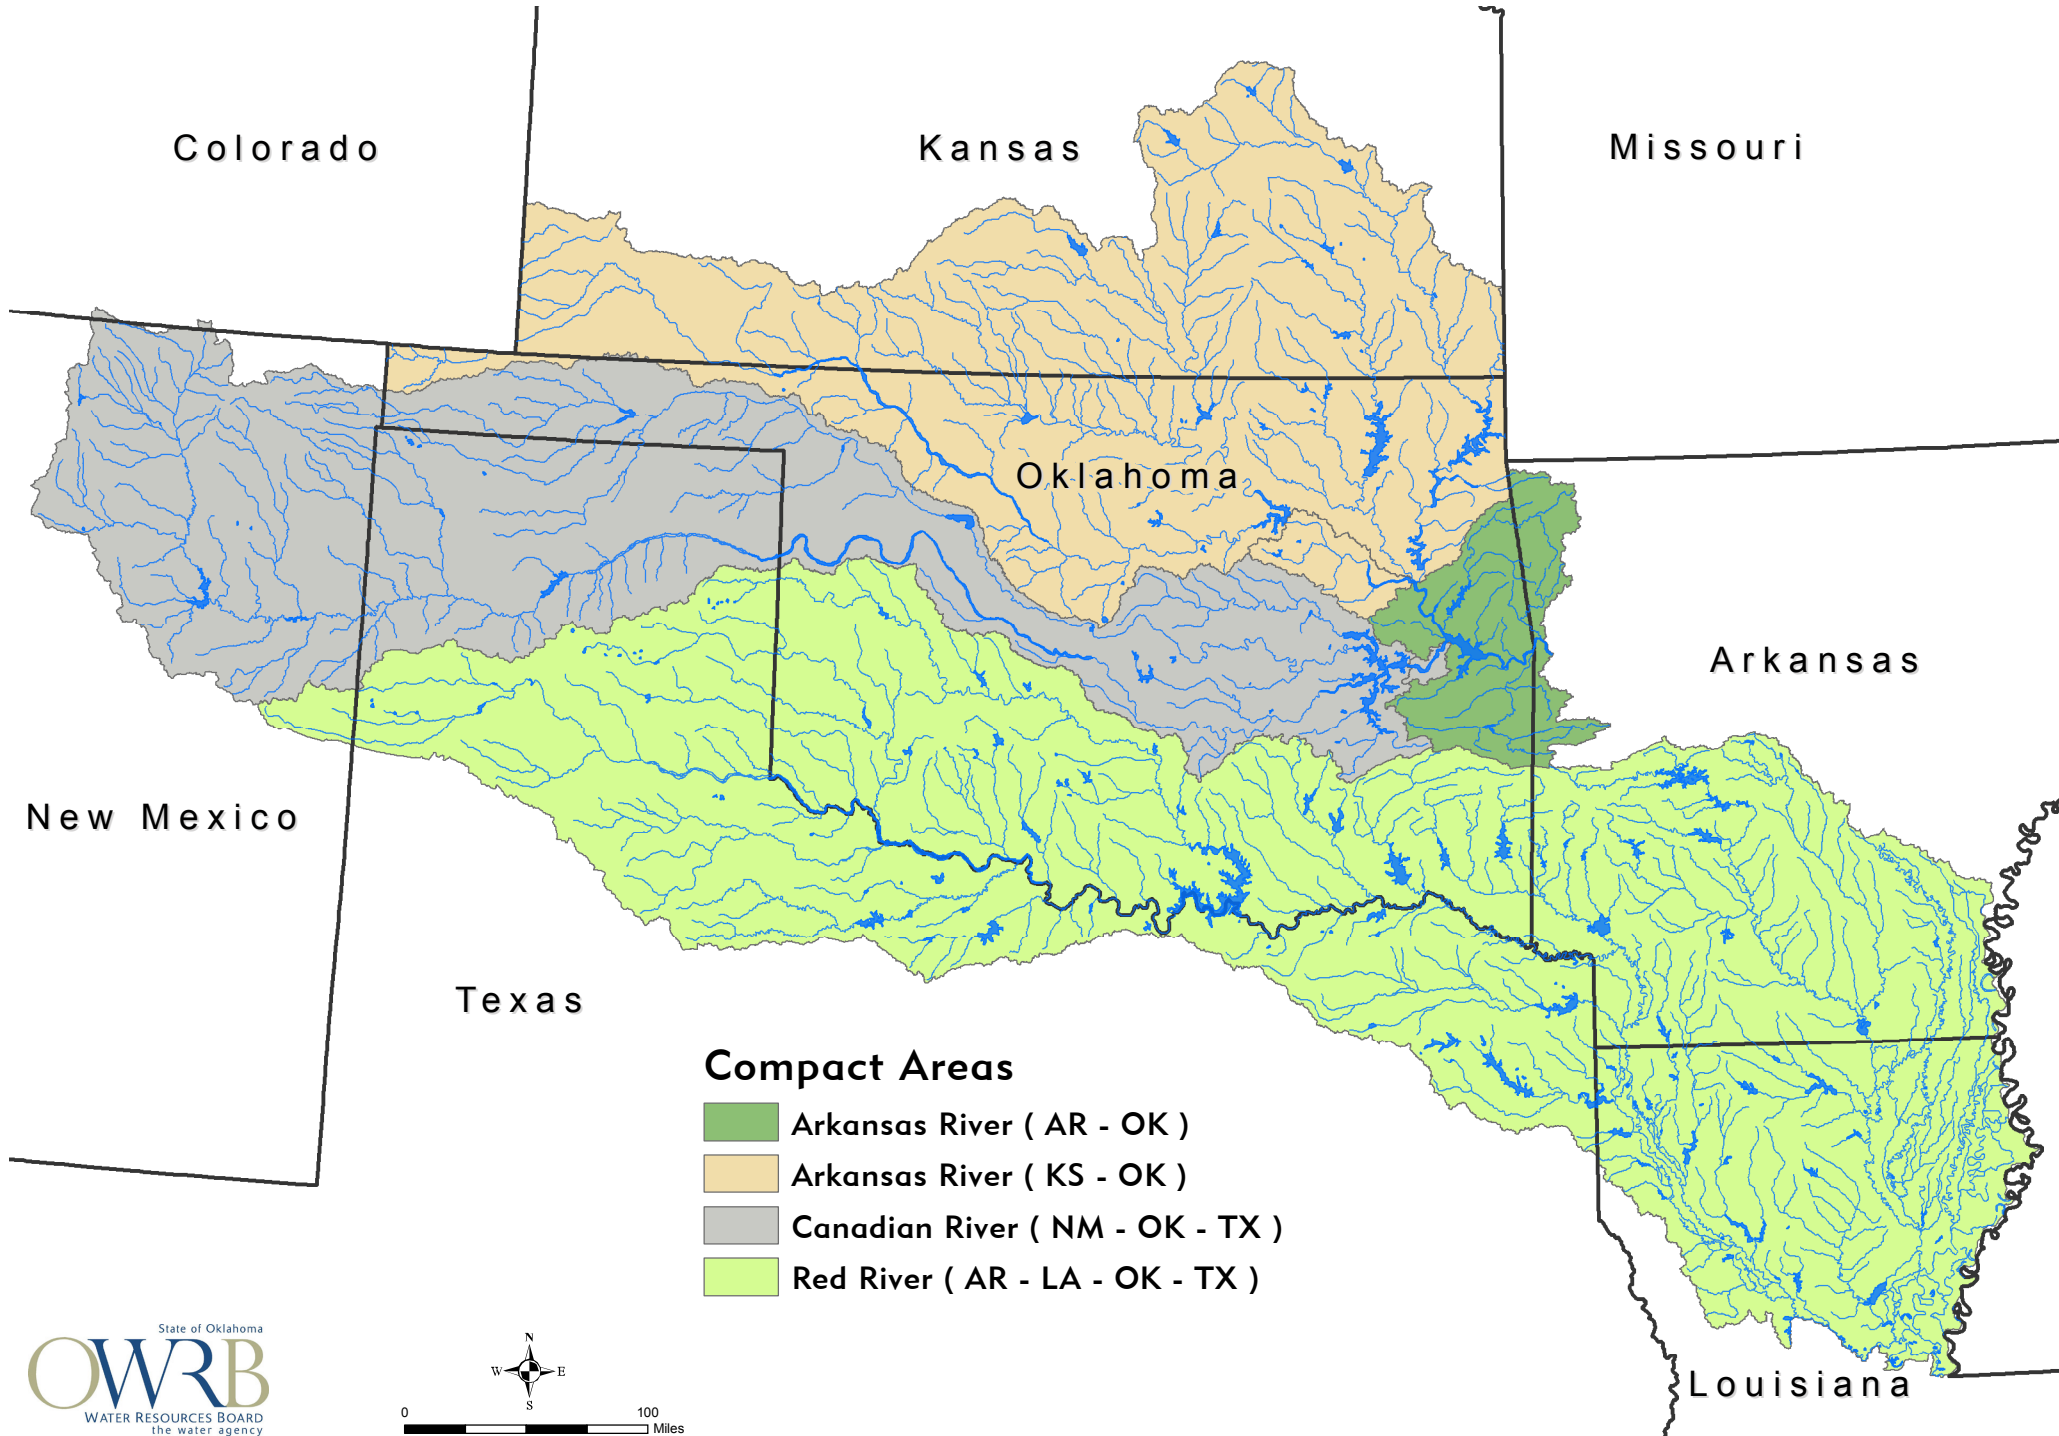 Colorado
Kansas
Missouri
Oklahoma
Arkansas
New Mexico
Texas
Compact Areas
Arkansas River ( AR - OK )
Arkansas River ( KS - OK )
Canadian River ( NM - OK - TX )
Red River ( AR - LA - OK - TX )
Louisiana
State of Oklahoma
OWRB
WATER RESOURCES BOARD
the water agency
N
W E
S
0 100
Miles